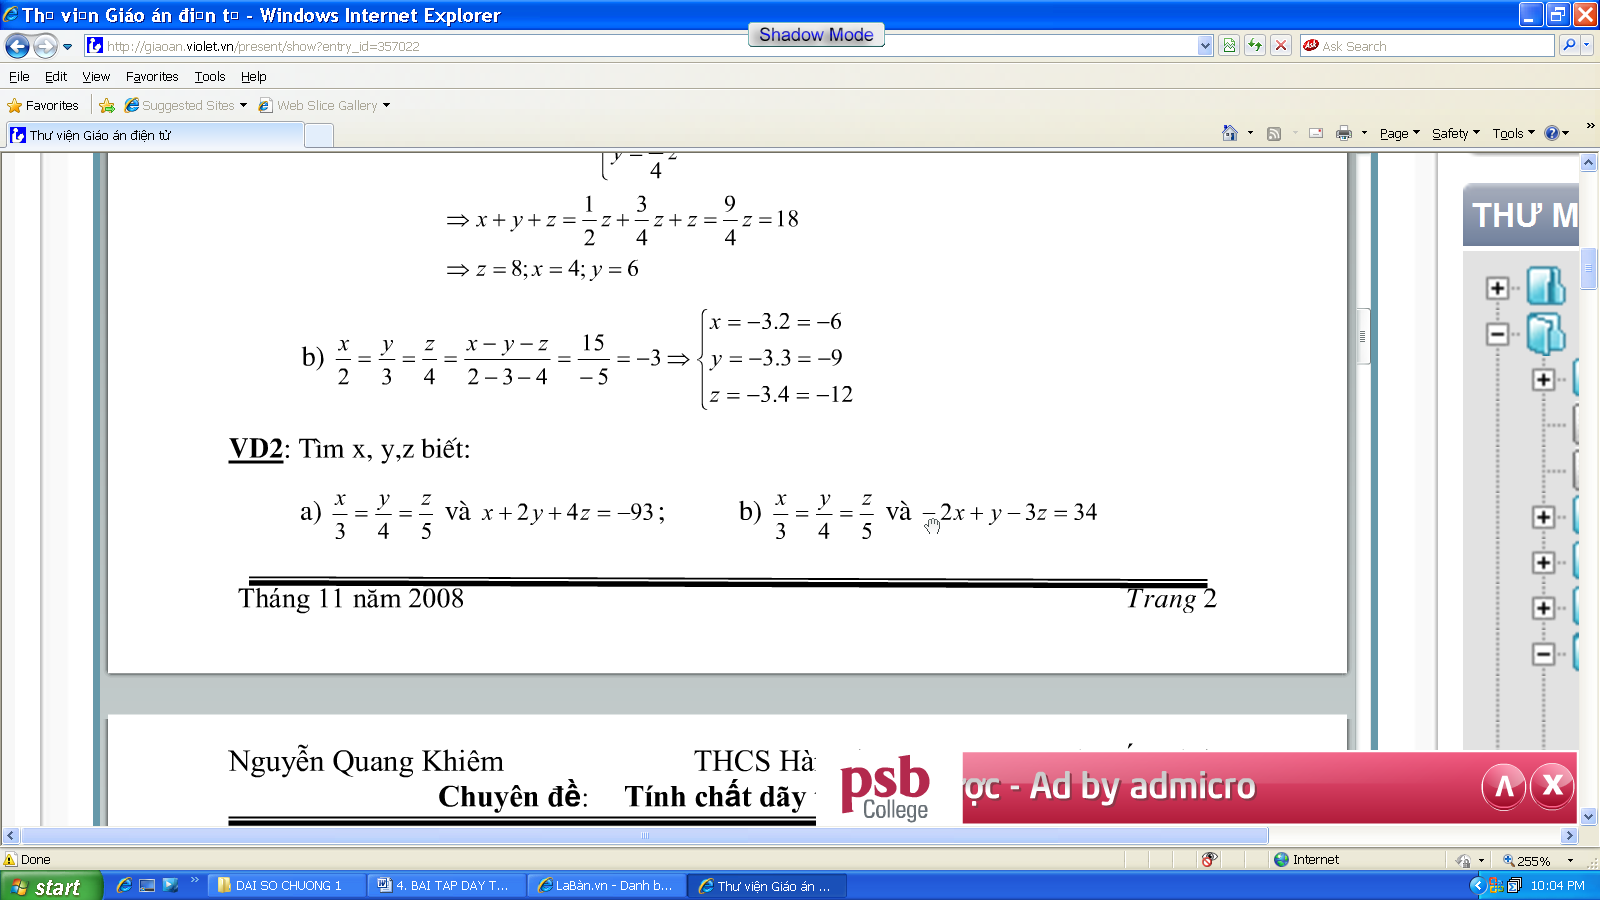 Thư viện Giáo án điện tử - Windows Internet Explorer
Shadow Mode
http://giaoan.violet.vn/present/show?entry_id=357022
Ask Search
File Edit View Favorites Tools Help
Favorites Suggested Sites Web Slice Gallery
Thư viện Giáo án điện tử
Page Safety Tools
4
⇒ x + y + z = 1/2 z + 3/4 z + z = 9/4 z = 18
⇒ z = 8; x = 4; y = 6
b) x/2 = y/3 = z/4 = (x − y − z)/(2 − 3 − 4) = 15/−5 = −3 ⇒ { x = −3.2 = −6
y = −3.3 = −9
z = −3.4 = −12
VD2: Tìm x, y,z biết:
a) x/3 = y/4 = z/5 và x + 2y + 4z = −93; b) x/3 = y/4 = z/5 và −2x + y − 3z = 34
Tháng 11 năm 2008 Trang 2
THƯ M
Nguyễn Quang Khiêm THCS Hà
Chuyên đề: Tính chất dãy
psb College
ợc - Ad by admicro
Done Internet 255%
start DAI SO CHUONG 1 4. BAI TAP DAY T... LaBàn.vn - Danh b... Thư viện Giáo án ... 10:04 PM